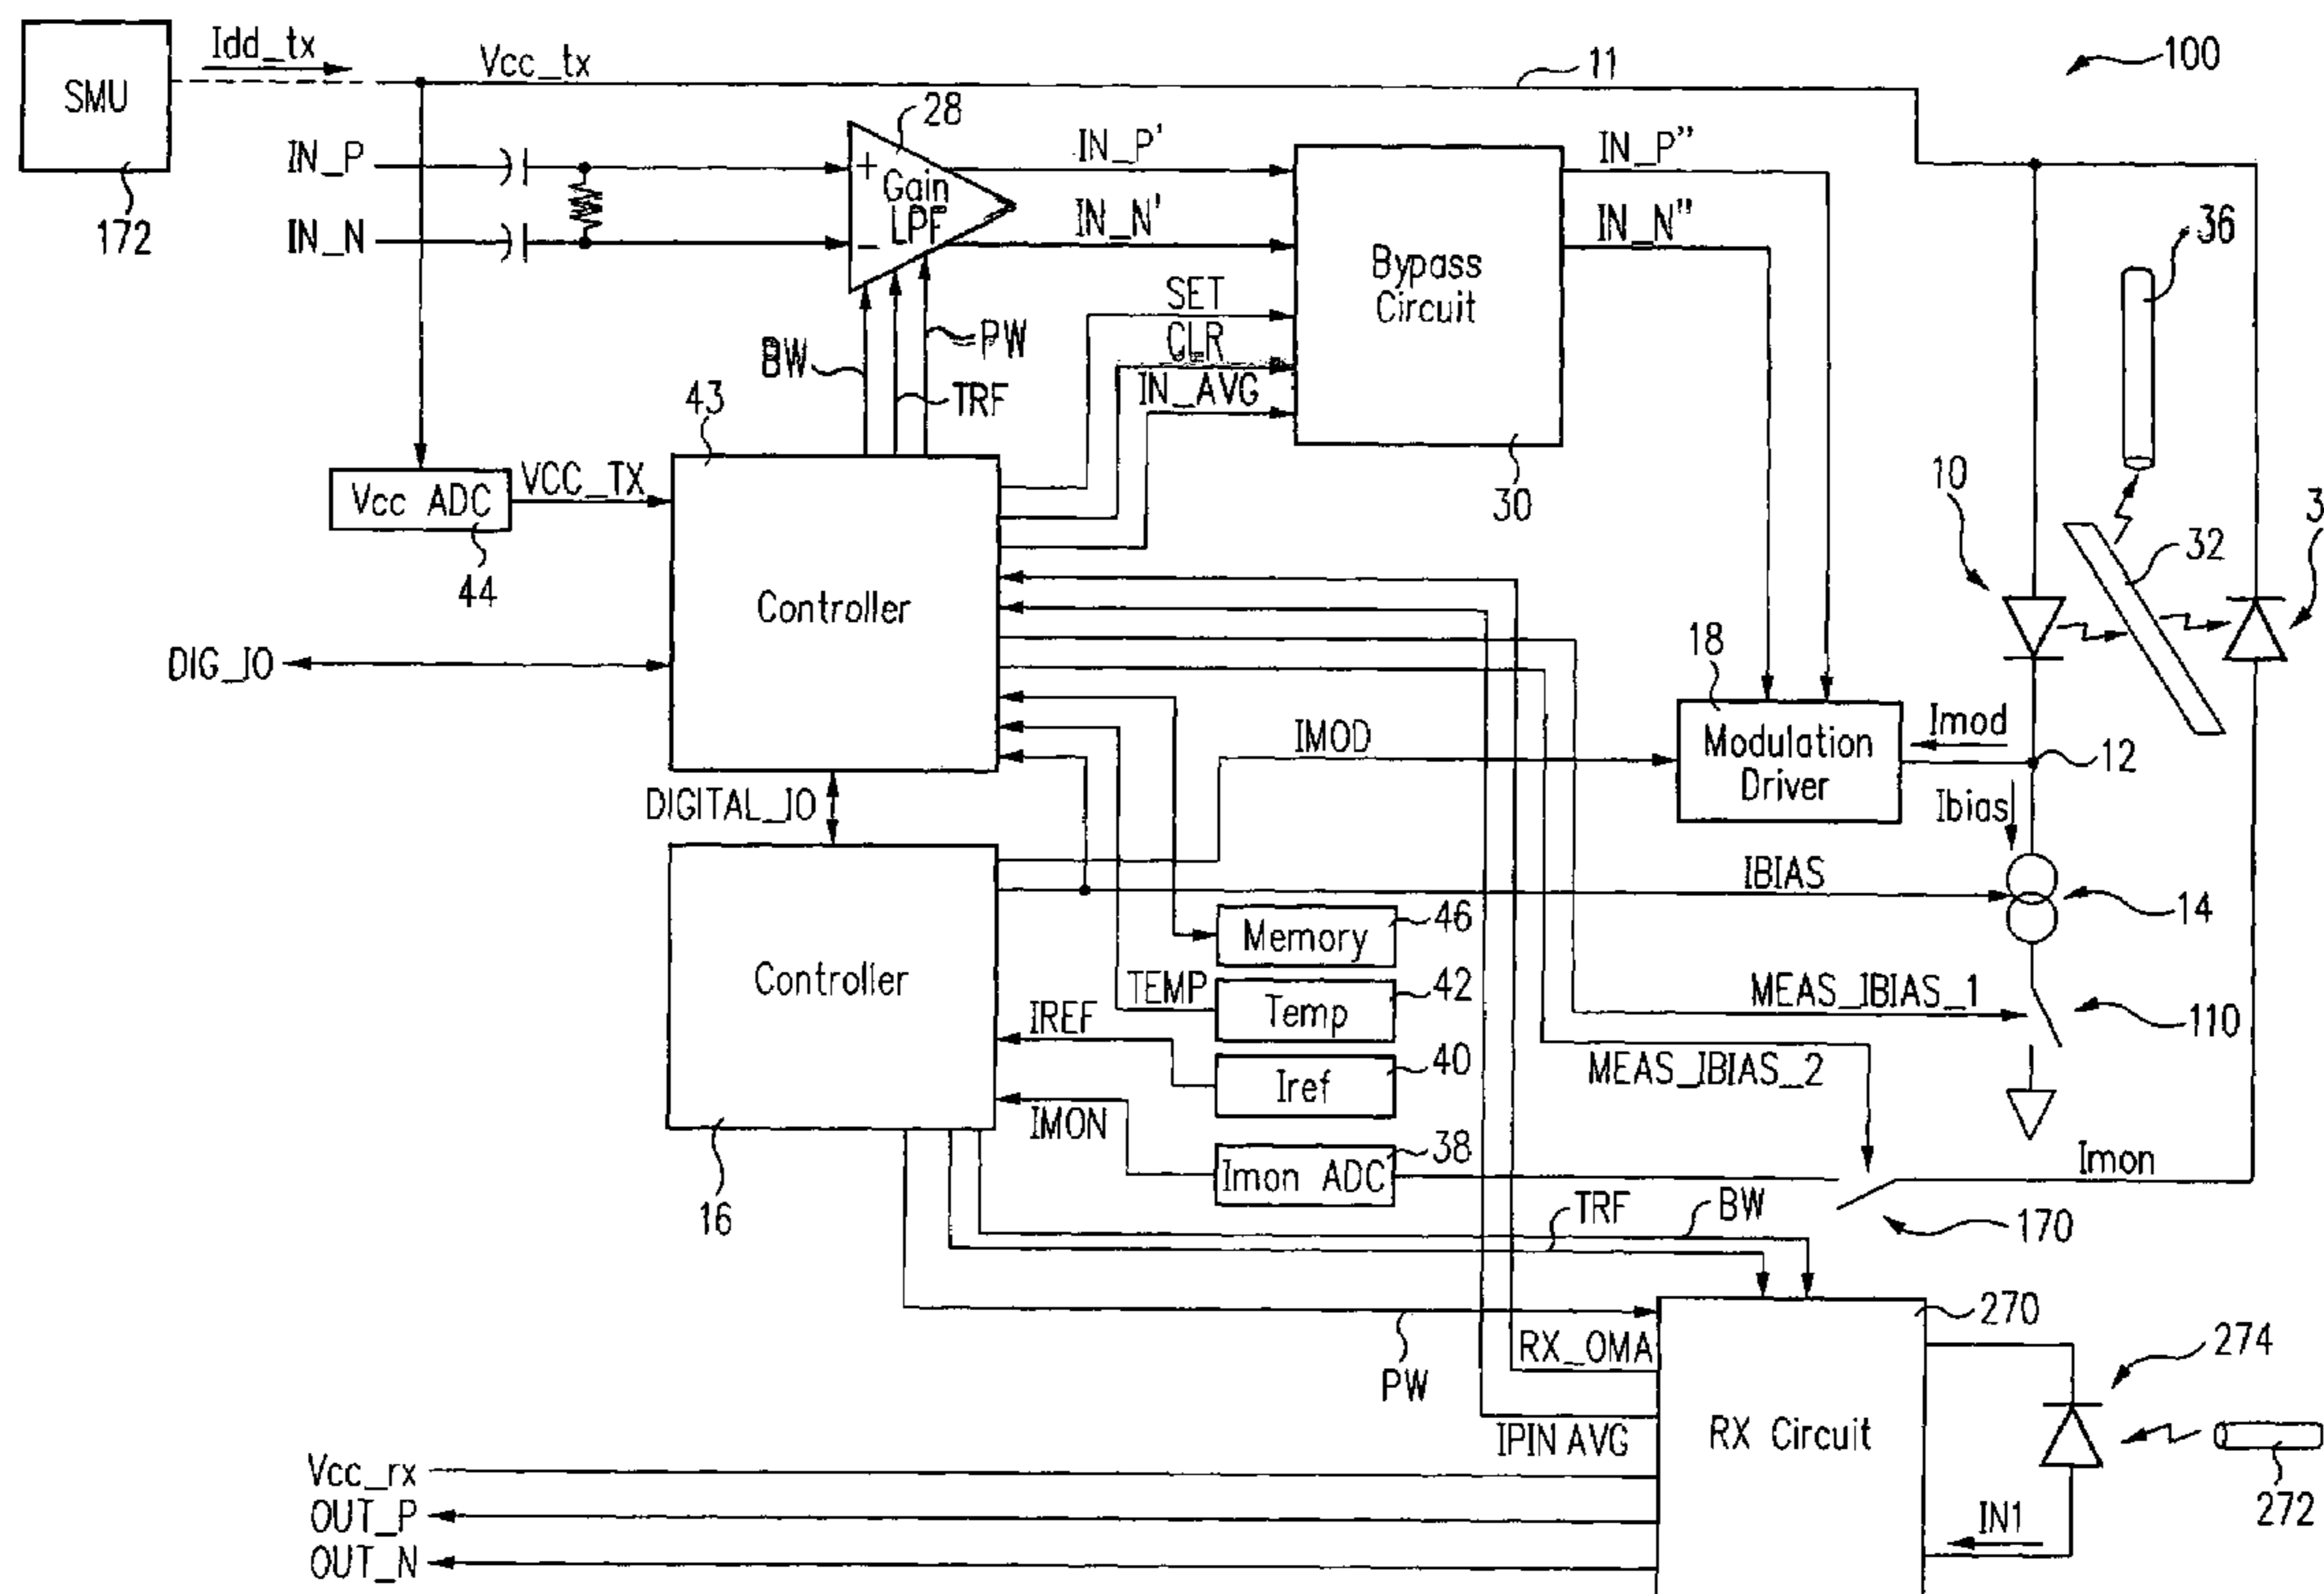 Idd_tx
SMU
172
Vcc_tx
11
100
28
IN_P
IN_N
+
Gain
LPF
−
IN_P'
IN_N'
IN_P"
IN_N"
Bypass
Circuit
30
36
SET
CLR
IN_AVG
BW
PW
TRF
43
Vcc ADC
VCC_TX
44
Controller
DIG_IO
10
32
3
18
Modulation
Driver
Imod
12
IMOD
DIGITAL_IO
Ibias
IBIAS
14
Controller
16
Memory
46
TEMP
Temp
42
IREF
Iref
40
IMON
Imon ADC
38
MEAS_IBIAS_1
110
MEAS_IBIAS_2
Imon
170
TRF
BW
PW
270
RX_OMA
IPIN AVG
RX Circuit
274
272
IN1
Vcc_rx
OUT_P
OUT_N